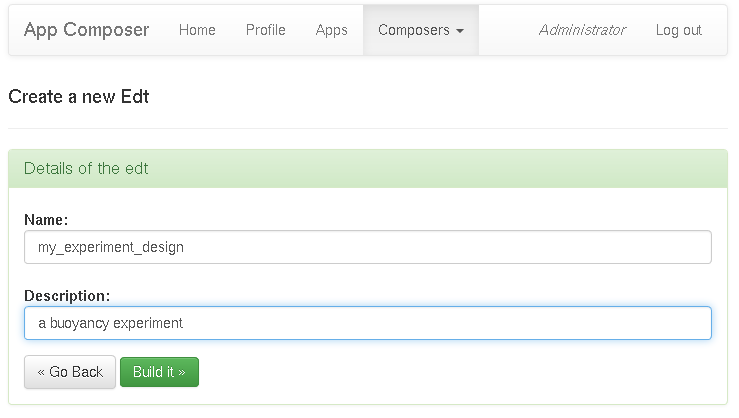 App Composer Home Profile Apps Composers Administrator Log out
Create a new Edt
Details of the edt
Name:
my_experiment_design
Description:
a buoyancy experiment
« Go Back Build it »